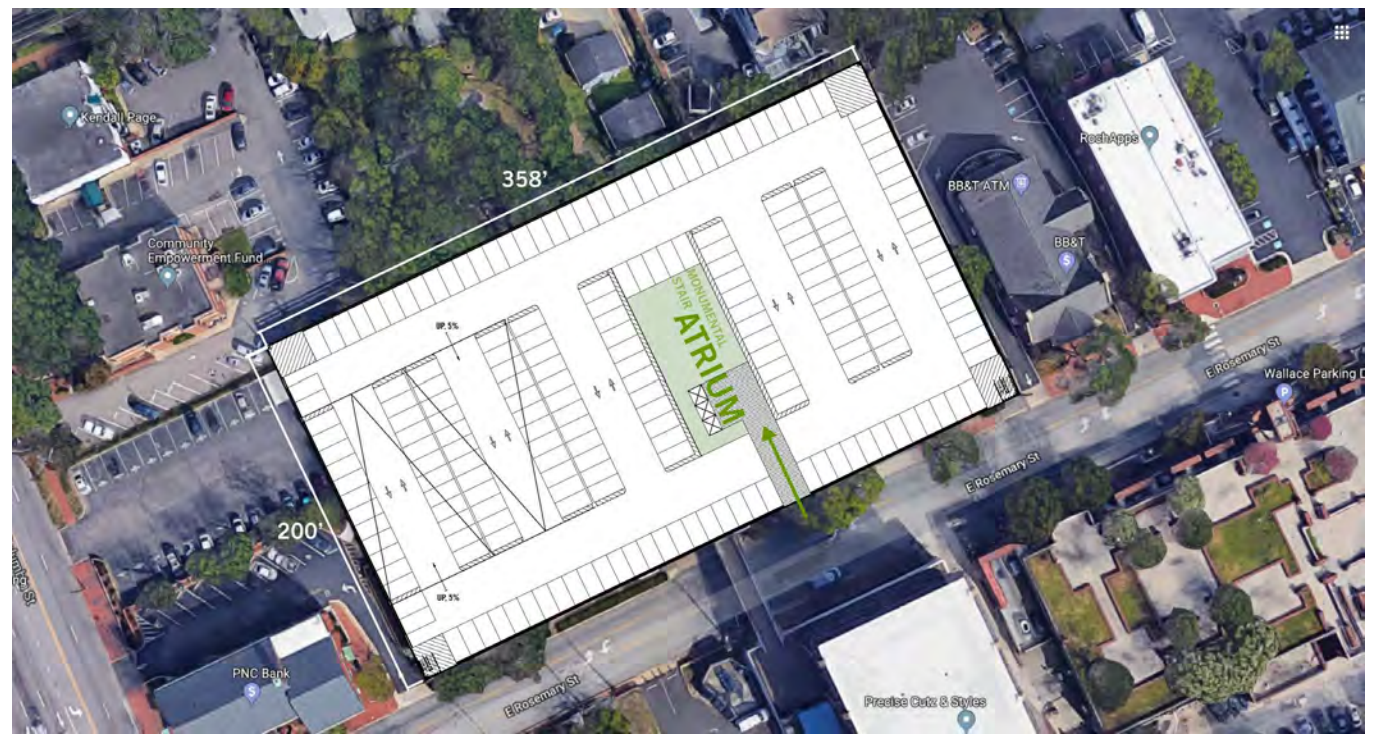 Kendall Page
358'
RoshApps
BB&T ATM
BB&T
Community
Empowerment Fund
MONUMENTAL
STAIR
ATRIUM
UP, 5%
E Rosemary St
Wallace Parking D
E Rosemary St
200'
UP, 5%
PNC Bank
E Rosemary St
Precise Cutz & Styles